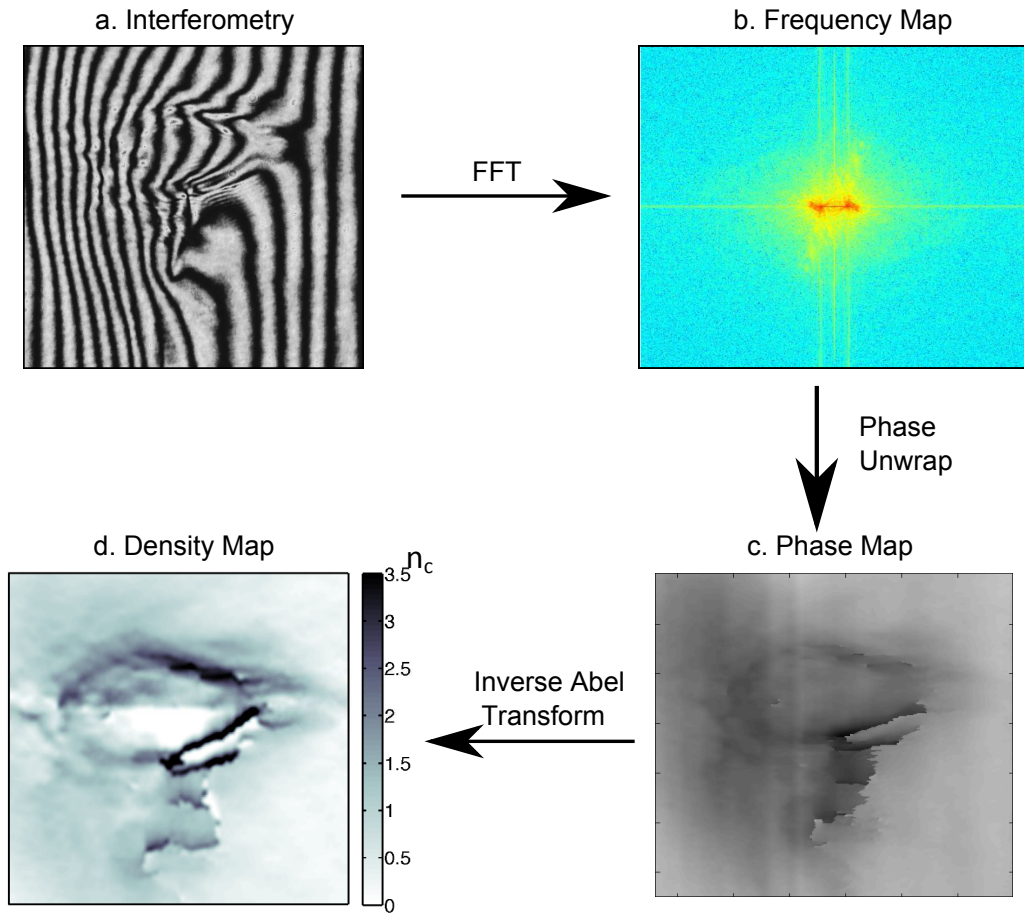 a. Interferometry
b. Frequency Map
FFT
Phase
Unwrap
d. Density Map
c. Phase Map
n_c
3.5
3
2.5
2
1.5
1
0.5
0
Inverse Abel
Transform